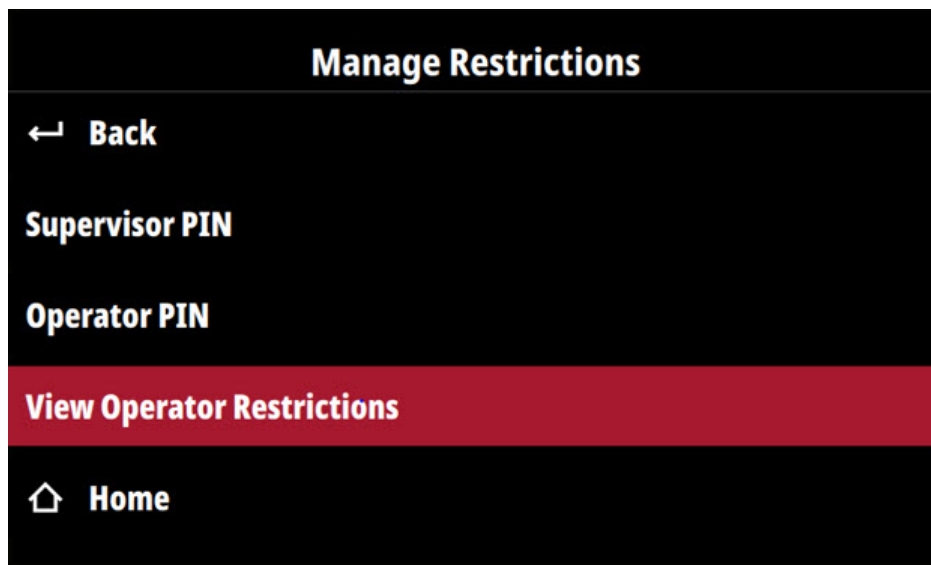 Manage Restrictions
Back
Supervisor PIN
Operator PIN
View Operator Restrictions
Home